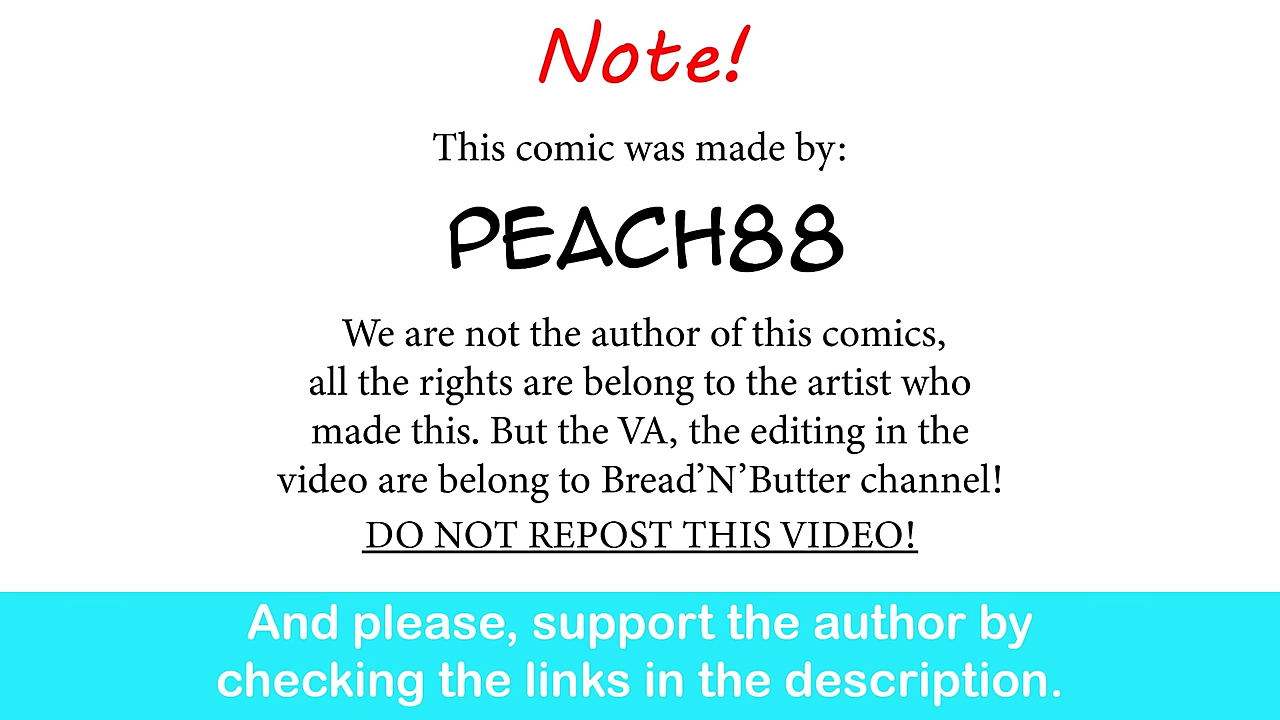 Note!
This comic was made by:
PEACH88
We are not the author of this comics,
all the rights are belong to the artist who
made this. But the VA, the editing in the
video are belong to Bread’N’Butter channel!
DO NOT REPOST THIS VIDEO!
And please, support the author by
checking the links in the description.